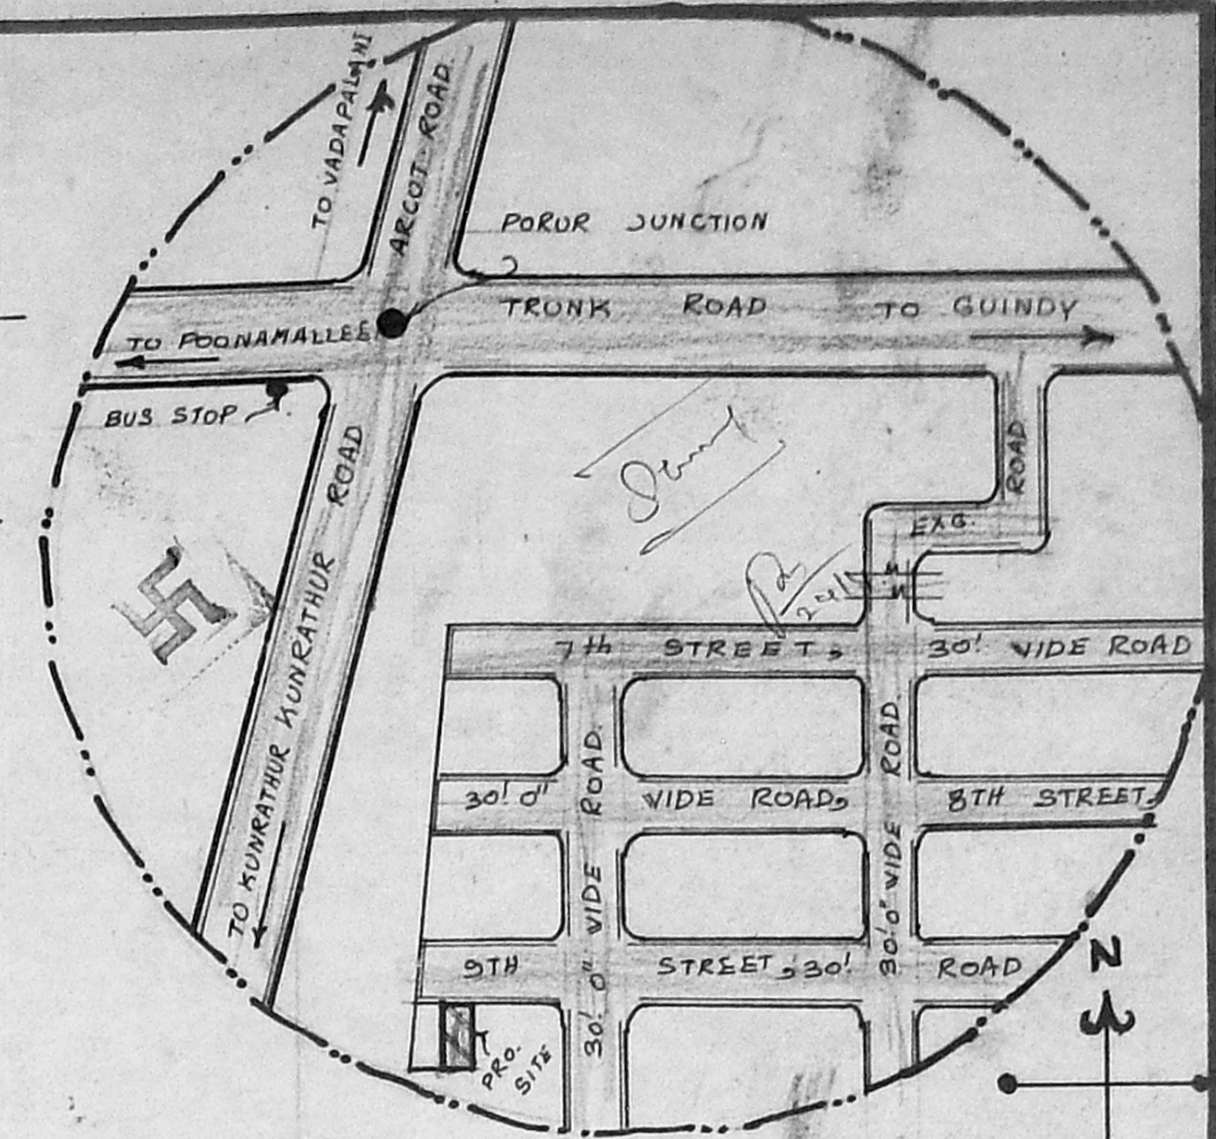 TO VADAPALANI
ARCOT ROAD
PORUR JUNCTION
TRUNK ROAD TO GUINDY
TO POONAMALLEE
BUS STOP
ROAD
EXG.
TO KUNRATHUR KUNRATHUR ROAD
7th STREET, 30' WIDE ROAD
30'.0" WIDE ROAD, 8TH STREET,
30'.0" WIDE ROAD
30'.0" WIDE ROAD
9TH STREET, 30' ROAD
PRO.
SITE
N